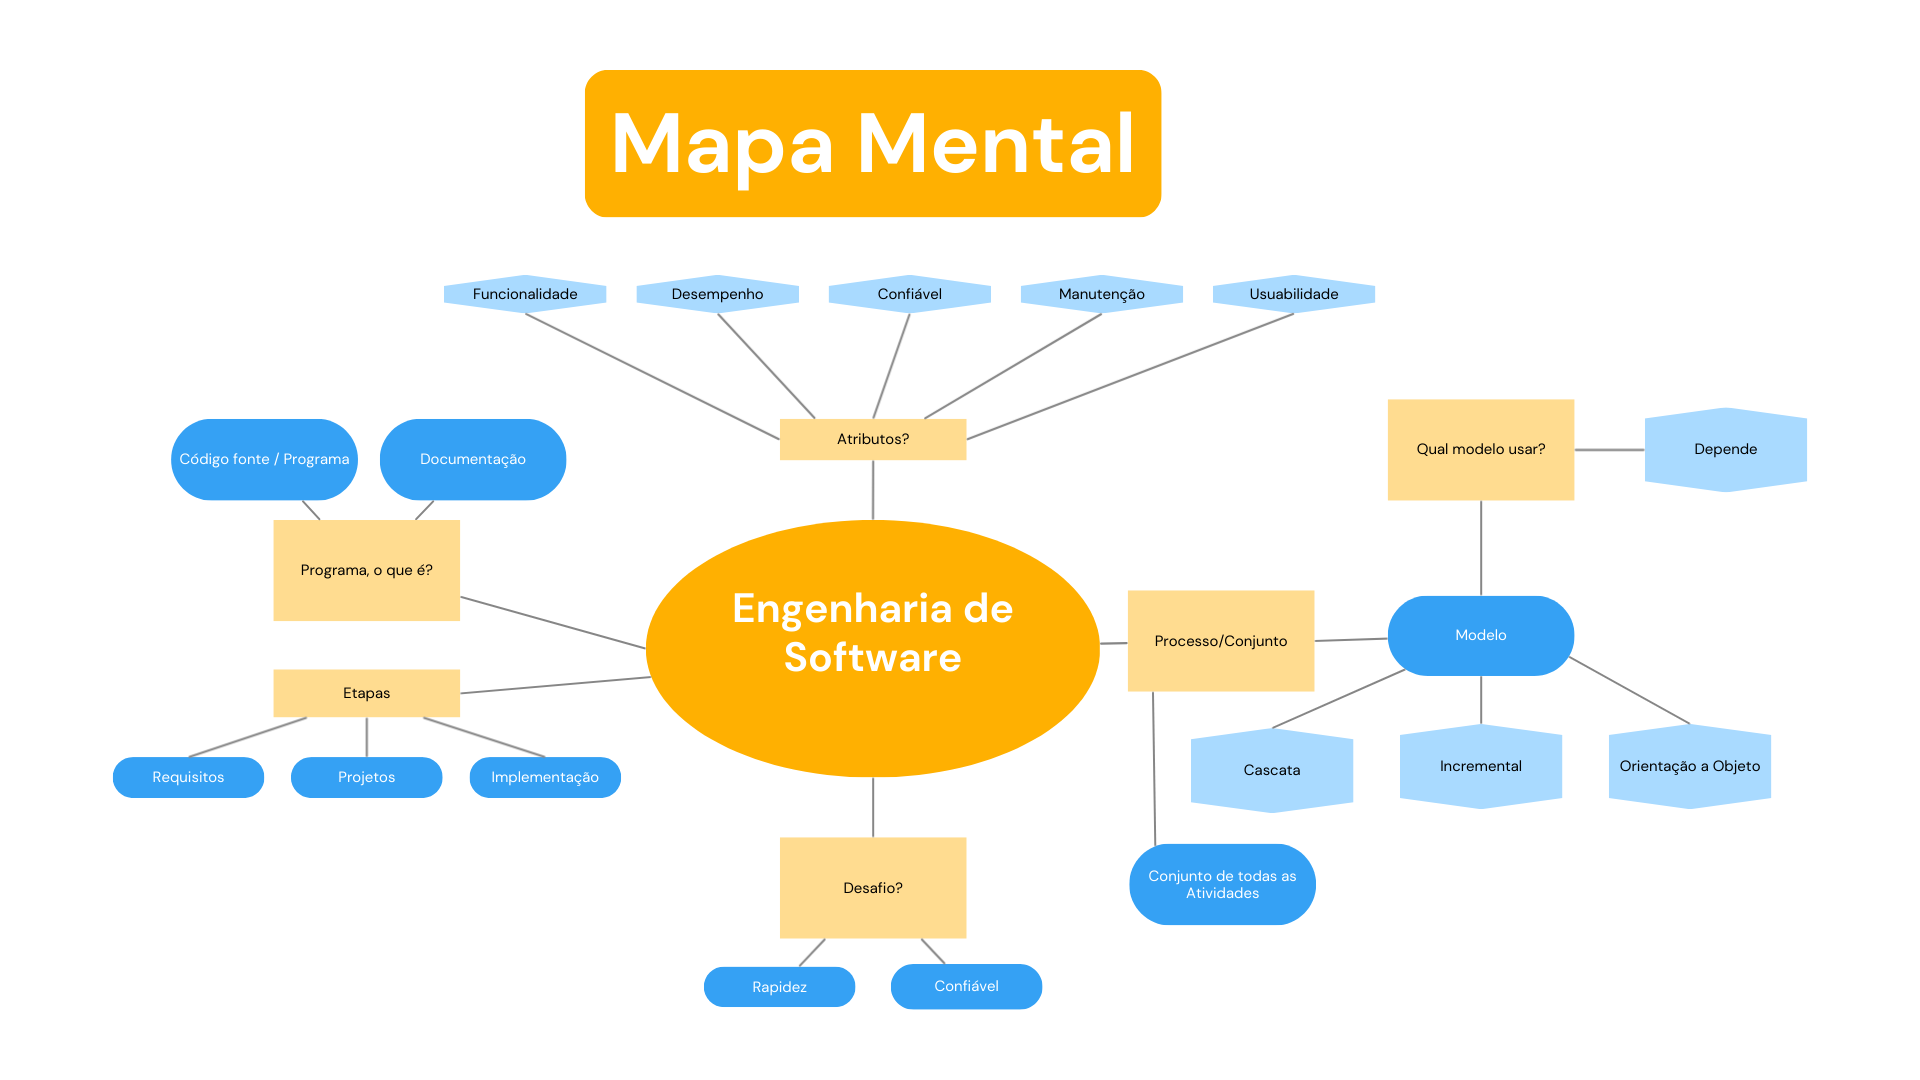 Mapa Mental
Funcionalidade
Desempenho
Confiável
Manutenção
Usuabilidade
Atributos?
Qual modelo usar?
Depende
Código fonte / Programa
Documentação
Programa, o que é?
Engenharia de
Software
Processo/Conjunto
Modelo
Etapas
Requisitos
Projetos
Implementação
Cascata
Incremental
Orientação a Objeto
Desafio?
Conjunto de todas as
Atividades
Rapidez
Confiável